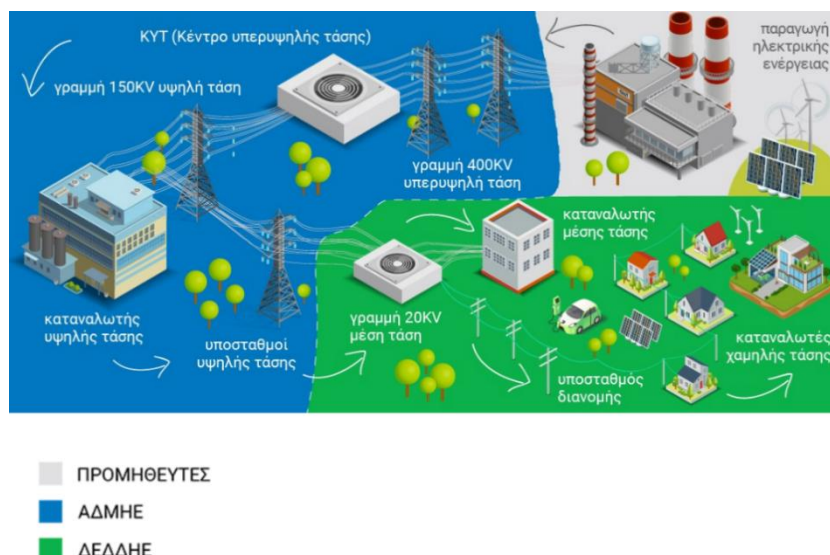 ΚΥΤ (Κέντρο υπερυψηλής τάσης)
παραγωγή
ηλεκτρικής
ενέργειας
γραμμή 150KV υψηλή τάση
γραμμή 400KV
υπερυψηλή τάση
καταναλωτής
μέσης τάσης
καταναλωτής
υψηλής τάσης
υποσταθμοί
υψηλής τάσης
γραμμή 20KV
μέση τάση
υποσταθμός
διανομής
καταναλωτές
χαμηλής τάσης
ΠΡΟΜΗΘΕΥΤΕΣ
ΑΔΜΗΕ
ΔΕΔΔΗΕ